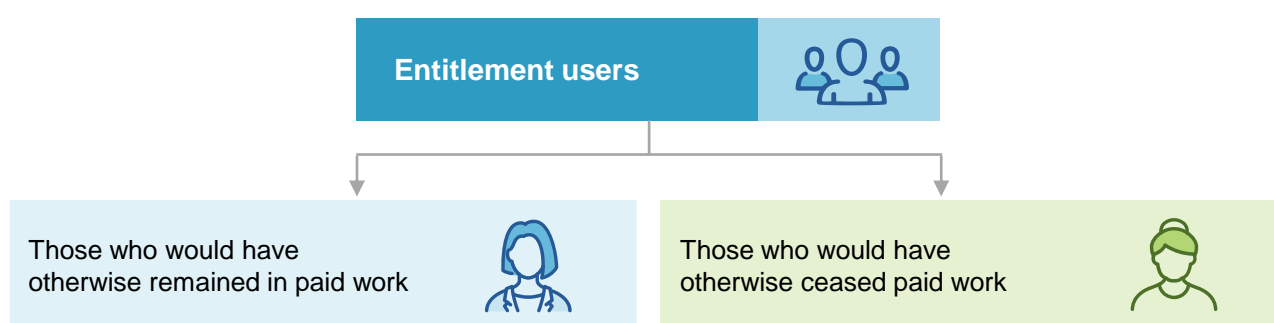 Entitlement users
Those who would have
otherwise remained in paid work
Those who would have
otherwise ceased paid work